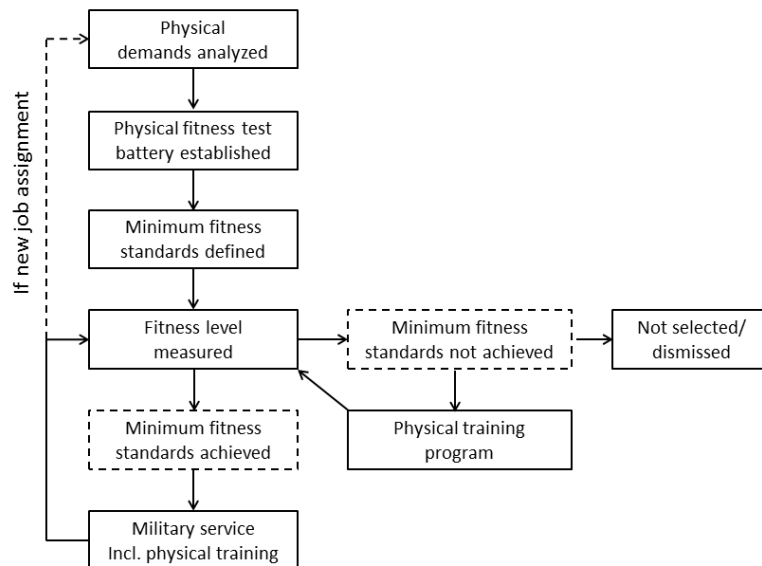 Physical
demands analyzed
If new job assignment
Physical fitness test
battery established
Minimum fitness
standards defined
Fitness level
measured
Minimum fitness
standards not achieved
Not selected/
dismissed
Minimum fitness
standards achieved
Physical training
program
Military service
Incl. physical training